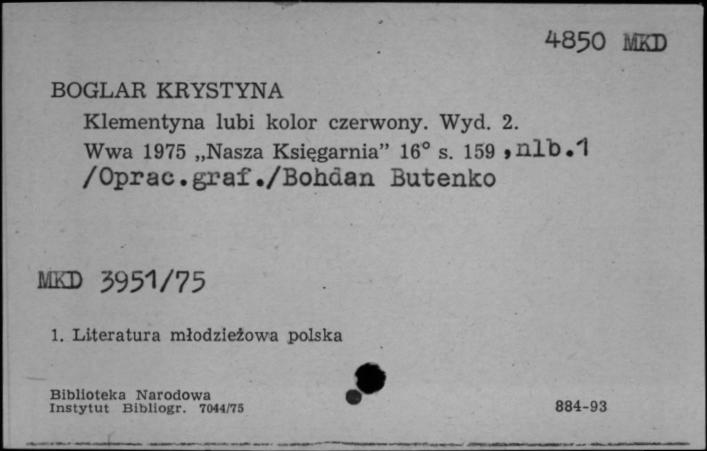 4850 MKD
BOGLAR KRYSTYNA
Klementyna lubi kolor czerwony. Wyd. 2.
Wwa 1975 „Nasza Księgarnia” 16° s. 159 ,nlb.1
/Oprac.graf./Bohdan Butenko
MKD 3951/75
1. Literatura młodzieżowa polska
Biblioteka Narodowa
Instytut Bibliogr. 7044/75
884-93